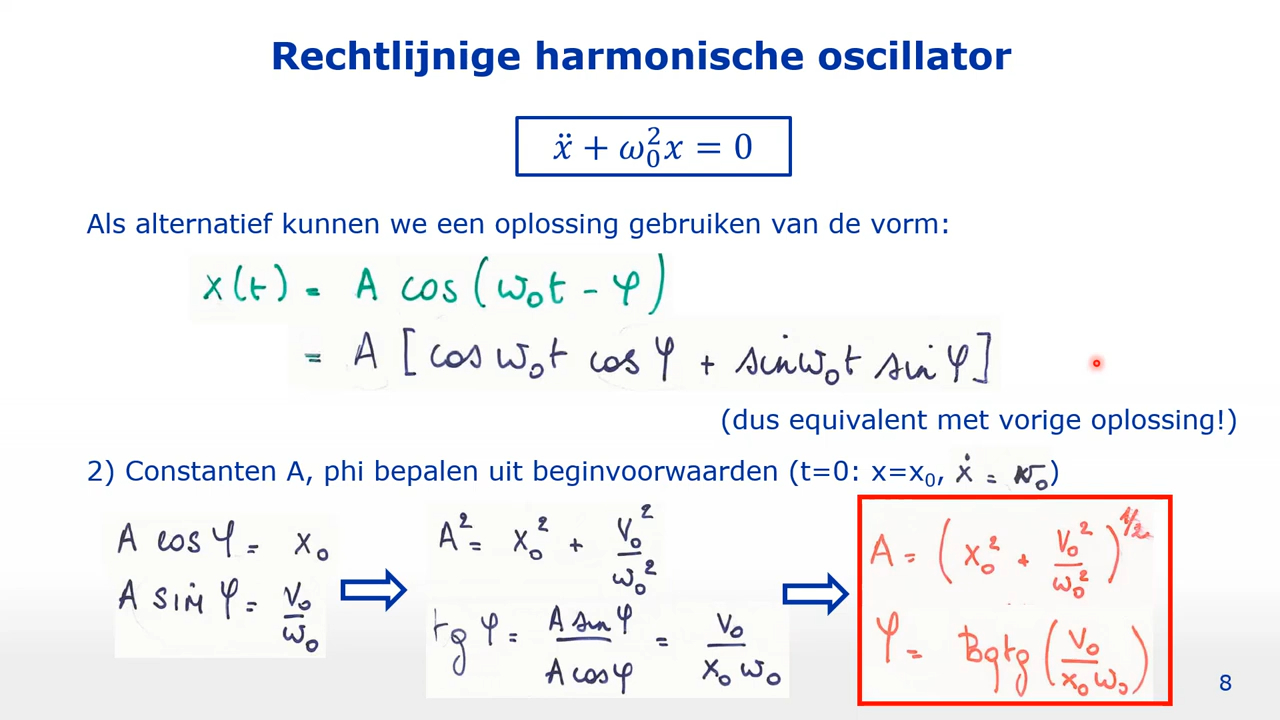 Rechtlijnige harmonische oscillator
ẍ + ω₀²x = 0
Als alternatief kunnen we een oplossing gebruiken van de vorm:
x(t) = A cos(ω₀t - φ)
= A [cos ω₀t cos φ + sin ω₀t sin φ]
(dus equivalent met vorige oplossing!)
2) Constanten A, phi bepalen uit beginvoorwaarden (t=0: x=x₀, ẋ = v₀)
A cos φ = x₀
A sin φ = v₀/ω₀
A² = x₀² + v₀²/ω₀²
tg φ = A sin φ / A cos φ = v₀ / x₀ω₀
A = (x₀² + v₀²/ω₀²)^1/2
φ = Bgtg (v₀ / x₀ω₀)
8